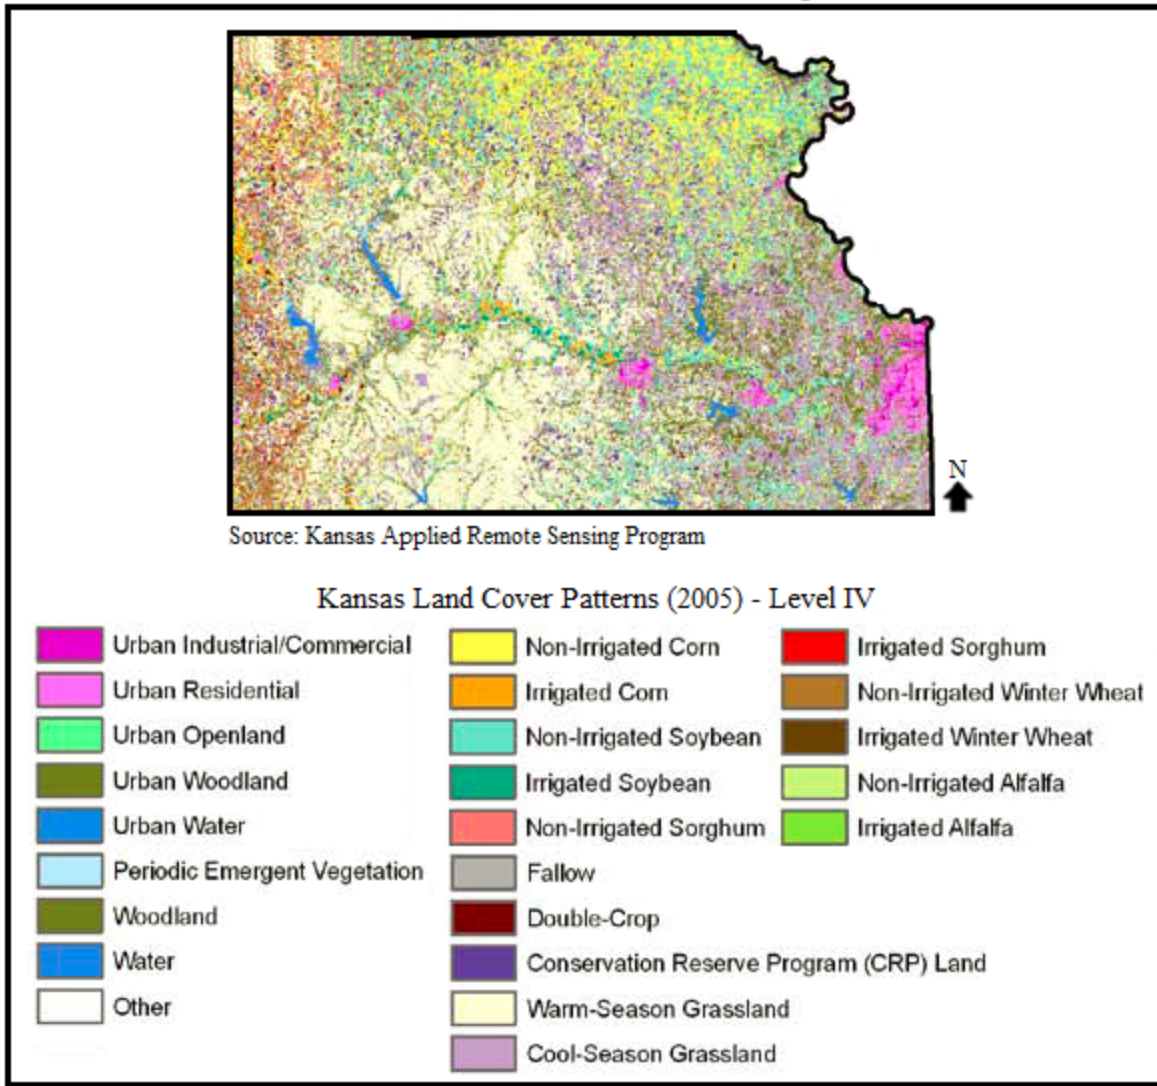 N
Source: Kansas Applied Remote Sensing Program
Kansas Land Cover Patterns (2005) - Level IV
Urban Industrial/Commercial
Urban Residential
Urban Openland
Urban Woodland
Urban Water
Periodic Emergent Vegetation
Woodland
Water
Other
Non-Irrigated Corn
Irrigated Corn
Non-Irrigated Soybean
Irrigated Soybean
Non-Irrigated Sorghum
Fallow
Double-Crop
Conservation Reserve Program (CRP) Land
Warm-Season Grassland
Cool-Season Grassland
Irrigated Sorghum
Non-Irrigated Winter Wheat
Irrigated Winter Wheat
Non-Irrigated Alfalfa
Irrigated Alfalfa